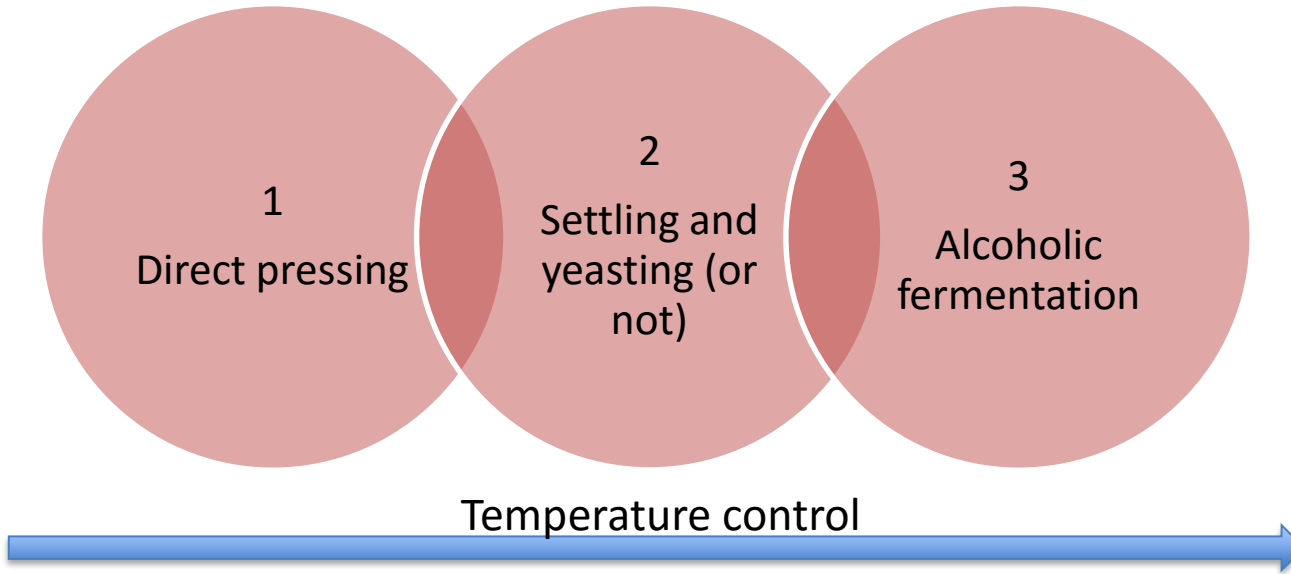 1
Direct pressing
2
Settling and
yeasting (or
not)
3
Alcoholic
fermentation
Temperature control